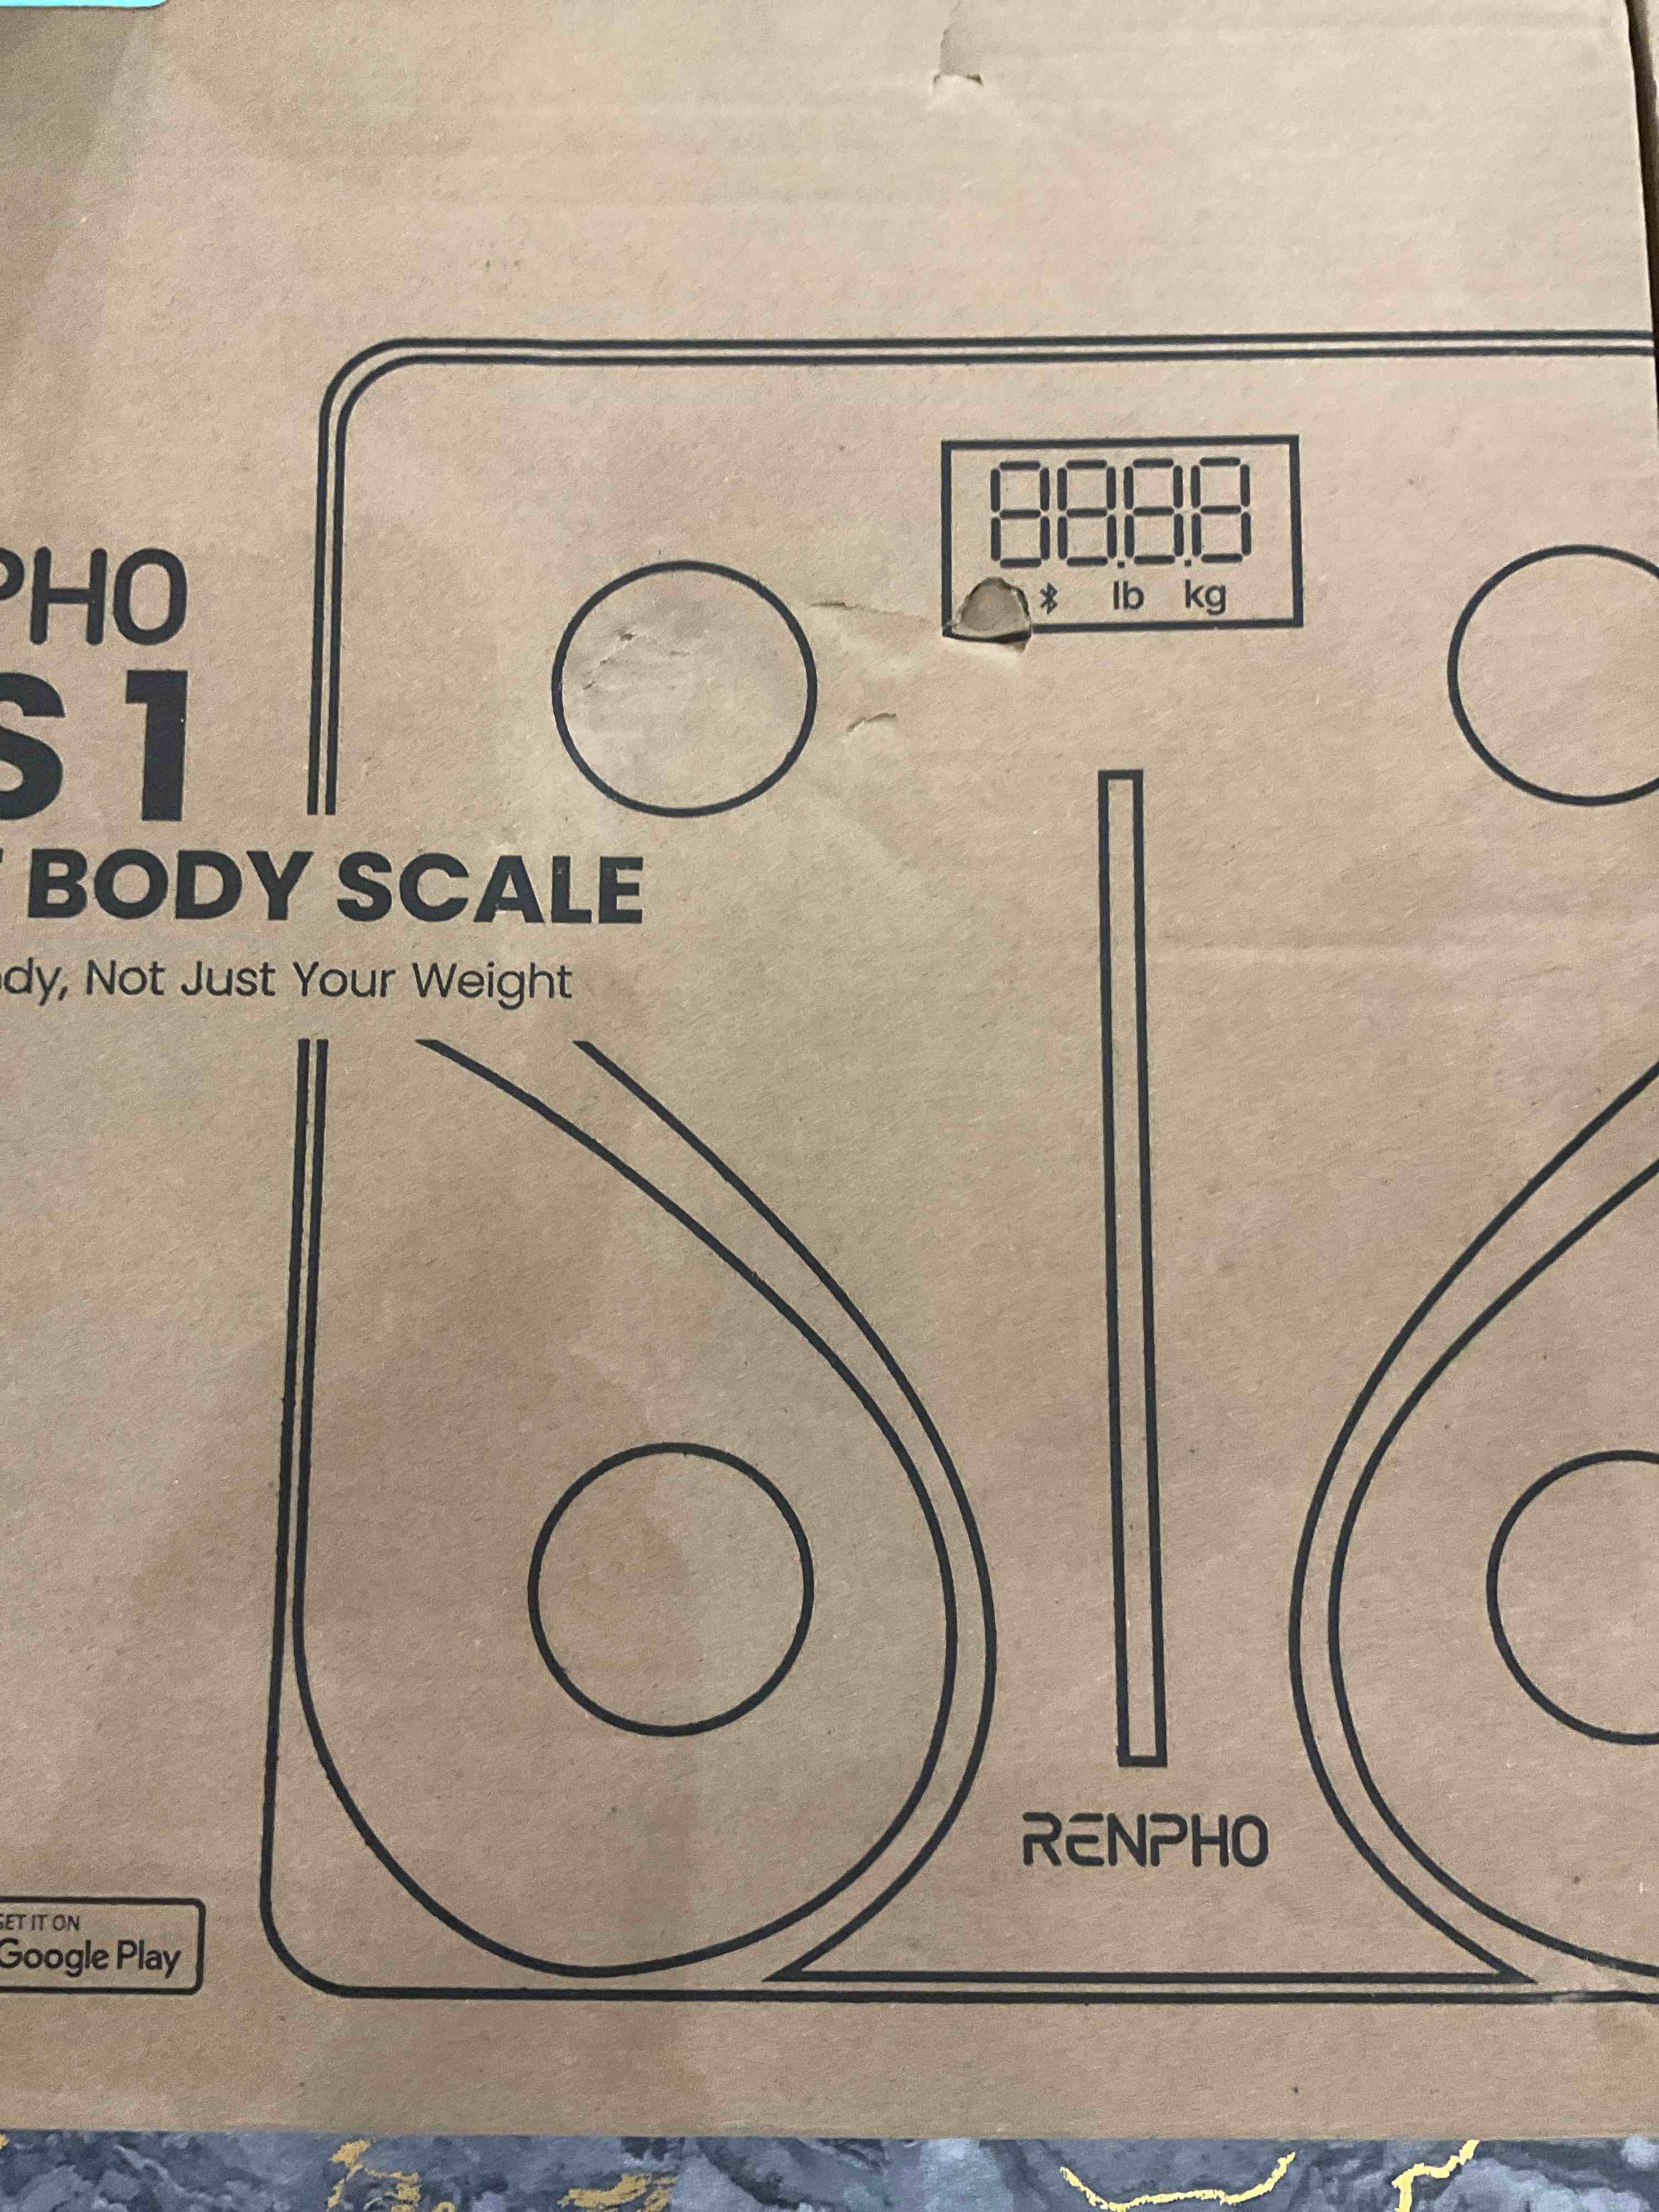 88.8.8
lb kg
PHO
S1
BODY SCALE
dy, Not Just Your Weight
RENPHO
GET IT ON
Google Play